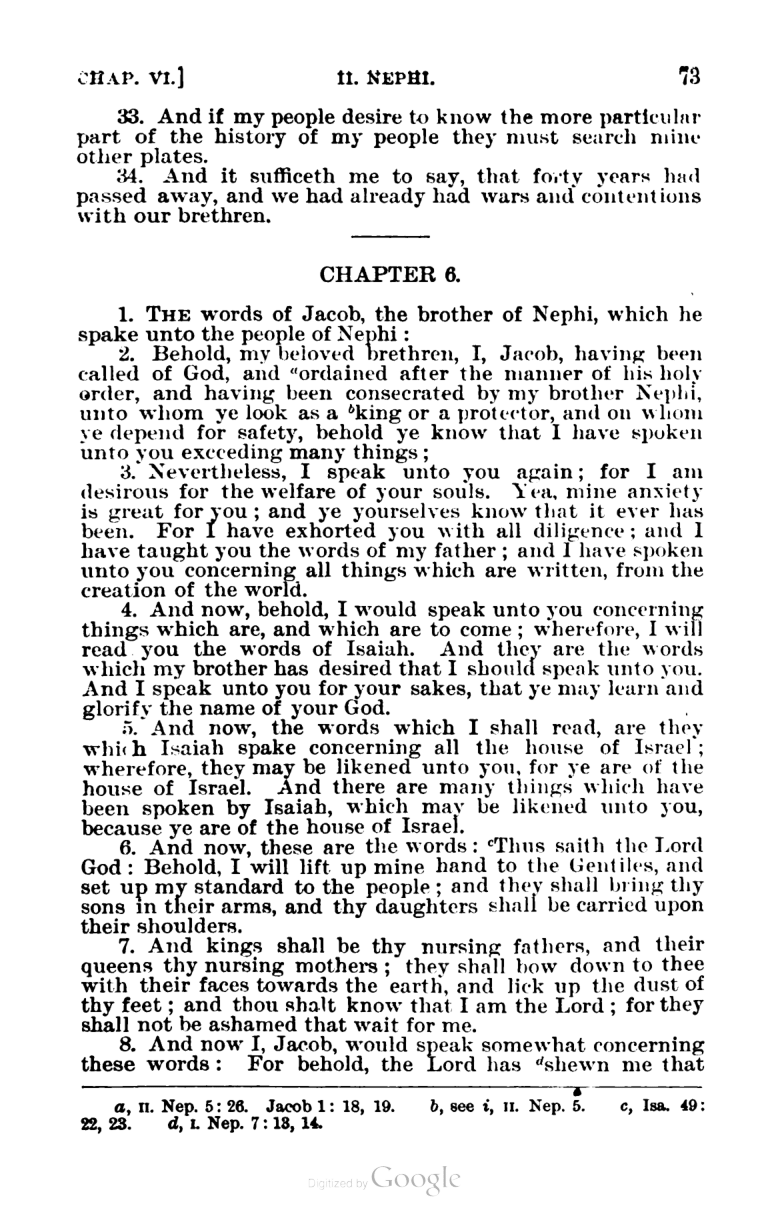 CHAP. VI.] II. NEPHI. 73
33. And if my people desire to know the more particular
part of the history of my people they must search mine
other plates.
34. And it sufficeth me to say, that forty years had
passed away, and we had already had wars and contentions
with our brethren.
CHAPTER 6.
1. THE words of Jacob, the brother of Nephi, which he
spake unto the people of Nephi :
2. Behold, my beloved brethren, I, Jacob, having been
called of God, and aordained after the manner of his holy
order, and having been consecrated by my brother Nephi,
unto whom ye look as a bking or a protector, and on whom
ye depend for safety, behold ye know that I have spoken
unto you exceeding many things ;
3. Nevertheless, I speak unto you again ; for I am
desirous for the welfare of your souls. Yea, mine anxiety
is great for you ; and ye yourselves know that it ever has
been. For I have exhorted you with all diligence ; and I
have taught you the words of my father ; and I have spoken
unto you concerning all things which are written, from the
creation of the world.
4. And now, behold, I would speak unto you concerning
things which are, and which are to come ; wherefore, I will
read you the words of Isaiah. And they are the words
which my brother has desired that I should speak unto you.
And I speak unto you for your sakes, that ye may learn and
glorify the name of your God.
5. And now, the words which I shall read, are they
which Isaiah spake concerning all the house of Israel ;
wherefore, they may be likened unto you, for ye are of the
house of Israel. And there are many things which have
been spoken by Isaiah, which may be likened unto you,
because ye are of the house of Israel.
6. And now, these are the words : cThus saith the Lord
God : Behold, I will lift up mine hand to the Gentiles, and
set up my standard to the people ; and they shall bring thy
sons in their arms, and thy daughters shall be carried upon
their shoulders.
7. And kings shall be thy nursing fathers, and their
queens thy nursing mothers ; they shall bow down to thee
with their faces towards the earth, and lick up the dust of
thy feet ; and thou shalt know that I am the Lord ; for they
shall not be ashamed that wait for me.
8. And now I, Jacob, would speak somewhat concerning
these words : For behold, the Lord has dshewn me that
a, II. Nep. 5: 26. Jacob 1: 18, 19. b, see i, II. Nep. 5. c, Isa. 49:
22, 23. d, I. Nep. 7: 13, 14.
Digitized by Google